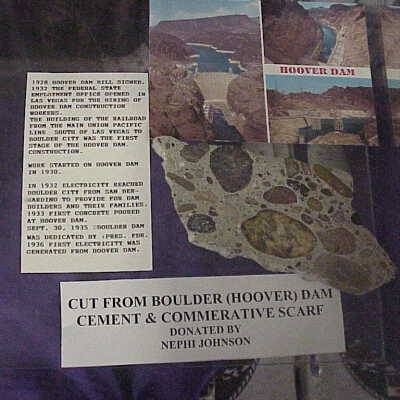 1928 HOOVER DAM BILL SIGNED.
1932 THE FEDERAL STATE
EMPLOYMENT OFFICE OPENED IN
LAS VEGAS FOR THE HIRING OF
HOOVER DAM CONSTRUCTION
WORKERS.
THE BUILDING OF THE RAILROAD
FROM THE MAIN UNION PACIFIC
LINE SOUTH OF LAS VEGAS TO
BOULDER CITY WAS THE FIRST
STAGE OF THE HOOVER DAM.
CONSTRUCTION.
WORK STARTED ON HOOVER DAM
IN 1930.
IN 1932 ELECTRICITY REACHED
BOULDER CITY FROM SAN BER-
NARDINO TO PROVIDE FOR DAM
BUILDERS AND THEIR FAMILIES.
1933 FIRST CONCRETE POURED
AT HOOVER DAM.
SEPT. 30, 1935 BOULDER DAM
WAS DEDICATED BY PRES. FDR.
1936 FIRST ELECTRICITY WAS
GENERATED FROM HOOVER DAM.
HOOVER DAM
CUT FROM BOULDER (HOOVER) DAM
CEMENT & COMMERATIVE SCARF
DONATED BY
NEPHI JOHNSON